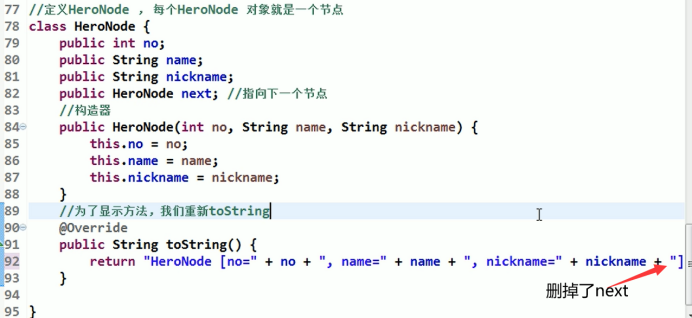 77 //定义HeroNode , 每个HeroNode 对象就是一个节点
78 class HeroNode {
79 public int no;
80 public String name;
81 public String nickname;
82 public HeroNode next; //指向下一个节点
83 //构造器
84 public HeroNode(int no, String name, String nickname) {
85 this.no = no;
86 this.name = name;
87 this.nickname = nickname;
88 }
89 //为了显示方法，我们重新toString
90 @Override
91 public String toString() {
92 return "HeroNode [no=" + no + ", name=" + name + ", nickname=" + nickname + "]
93 }
删掉了next
94
95 }